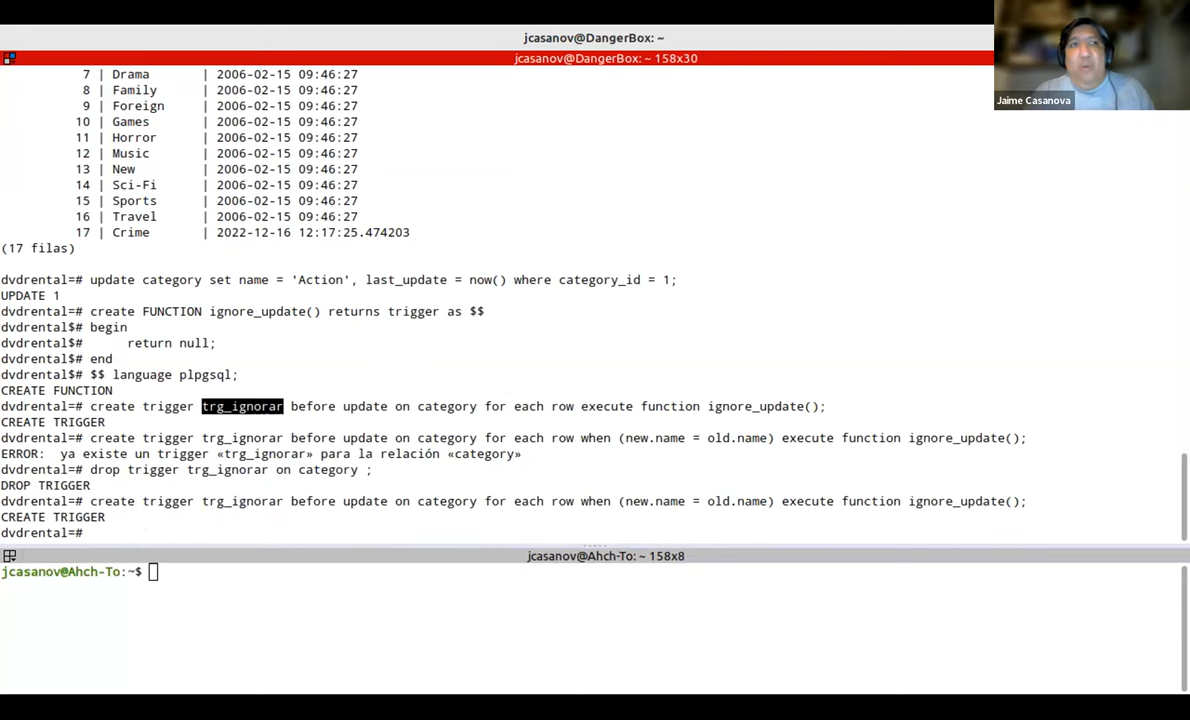 jcasanov@DangerBox: ~
jcasanov@DangerBox: ~ 158x30
Jaime Casanova
7 | Drama | 2006-02-15 09:46:27
8 | Family | 2006-02-15 09:46:27
9 | Foreign | 2006-02-15 09:46:27
10 | Games | 2006-02-15 09:46:27
11 | Horror | 2006-02-15 09:46:27
12 | Music | 2006-02-15 09:46:27
13 | New | 2006-02-15 09:46:27
14 | Sci-Fi | 2006-02-15 09:46:27
15 | Sports | 2006-02-15 09:46:27
16 | Travel | 2006-02-15 09:46:27
17 | Crime | 2022-12-16 12:17:25.474203
(17 filas)
dvdrental=# update category set name = 'Action', last_update = now() where category_id = 1;
UPDATE 1
dvdrental=# create FUNCTION ignore_update() returns trigger as $$
dvdrental$# begin
dvdrental$# return null;
dvdrental$# end
dvdrental$# $$ language plpgsql;
CREATE FUNCTION
dvdrental=# create trigger trg_ignorar before update on category for each row execute function ignore_update();
CREATE TRIGGER
dvdrental=# create trigger trg_ignorar before update on category for each row when (new.name = old.name) execute function ignore_update();
ERROR: ya existe un trigger «trg_ignorar» para la relación «category»
dvdrental=# drop trigger trg_ignorar on category ;
DROP TRIGGER
dvdrental=# create trigger trg_ignorar before update on category for each row when (new.name = old.name) execute function ignore_update();
CREATE TRIGGER
dvdrental=#
jcasanov@Ahch-To: ~ 158x8
jcasanov@Ahch-To:~$